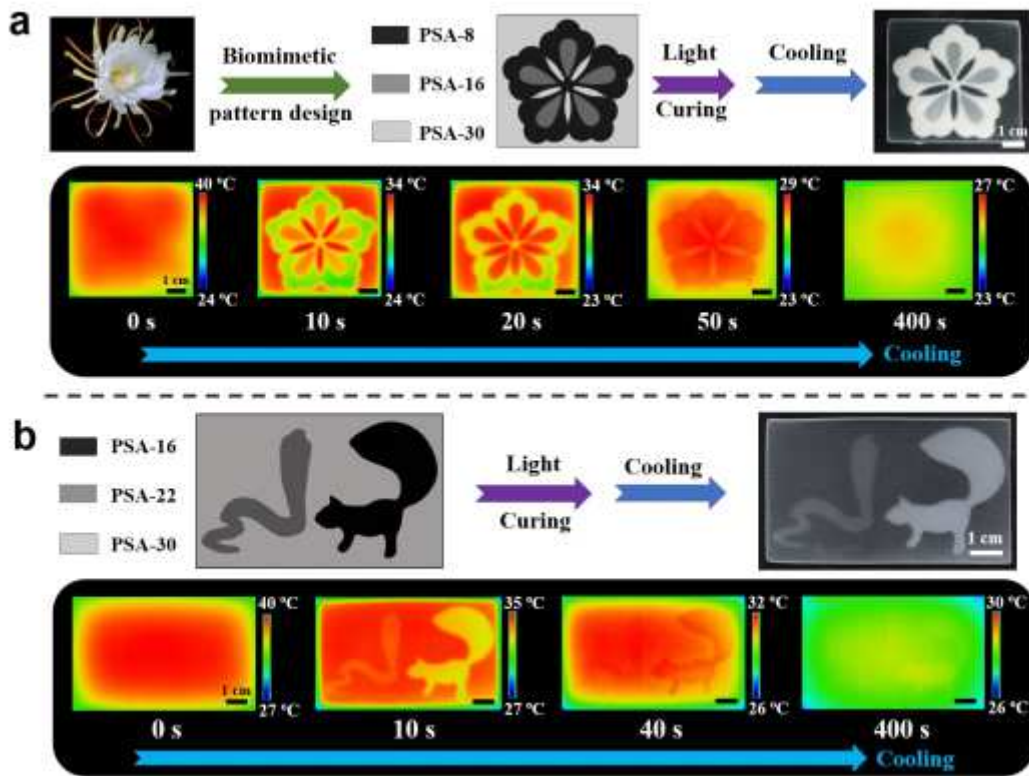 a
Biomimetic
pattern design
PSA-8
PSA-16
PSA-30
Light
Curing
Cooling
1 cm
40 °C
24 °C
1 cm
34 °C
24 °C
34 °C
23 °C
29 °C
23 °C
27 °C
23 °C
0 s
10 s
20 s
50 s
400 s
Cooling
b
PSA-16
PSA-22
PSA-30
Light
Curing
Cooling
1 cm
40 °C
27 °C
1 cm
35 °C
27 °C
32 °C
26 °C
30 °C
26 °C
0 s
10 s
40 s
400 s
Cooling